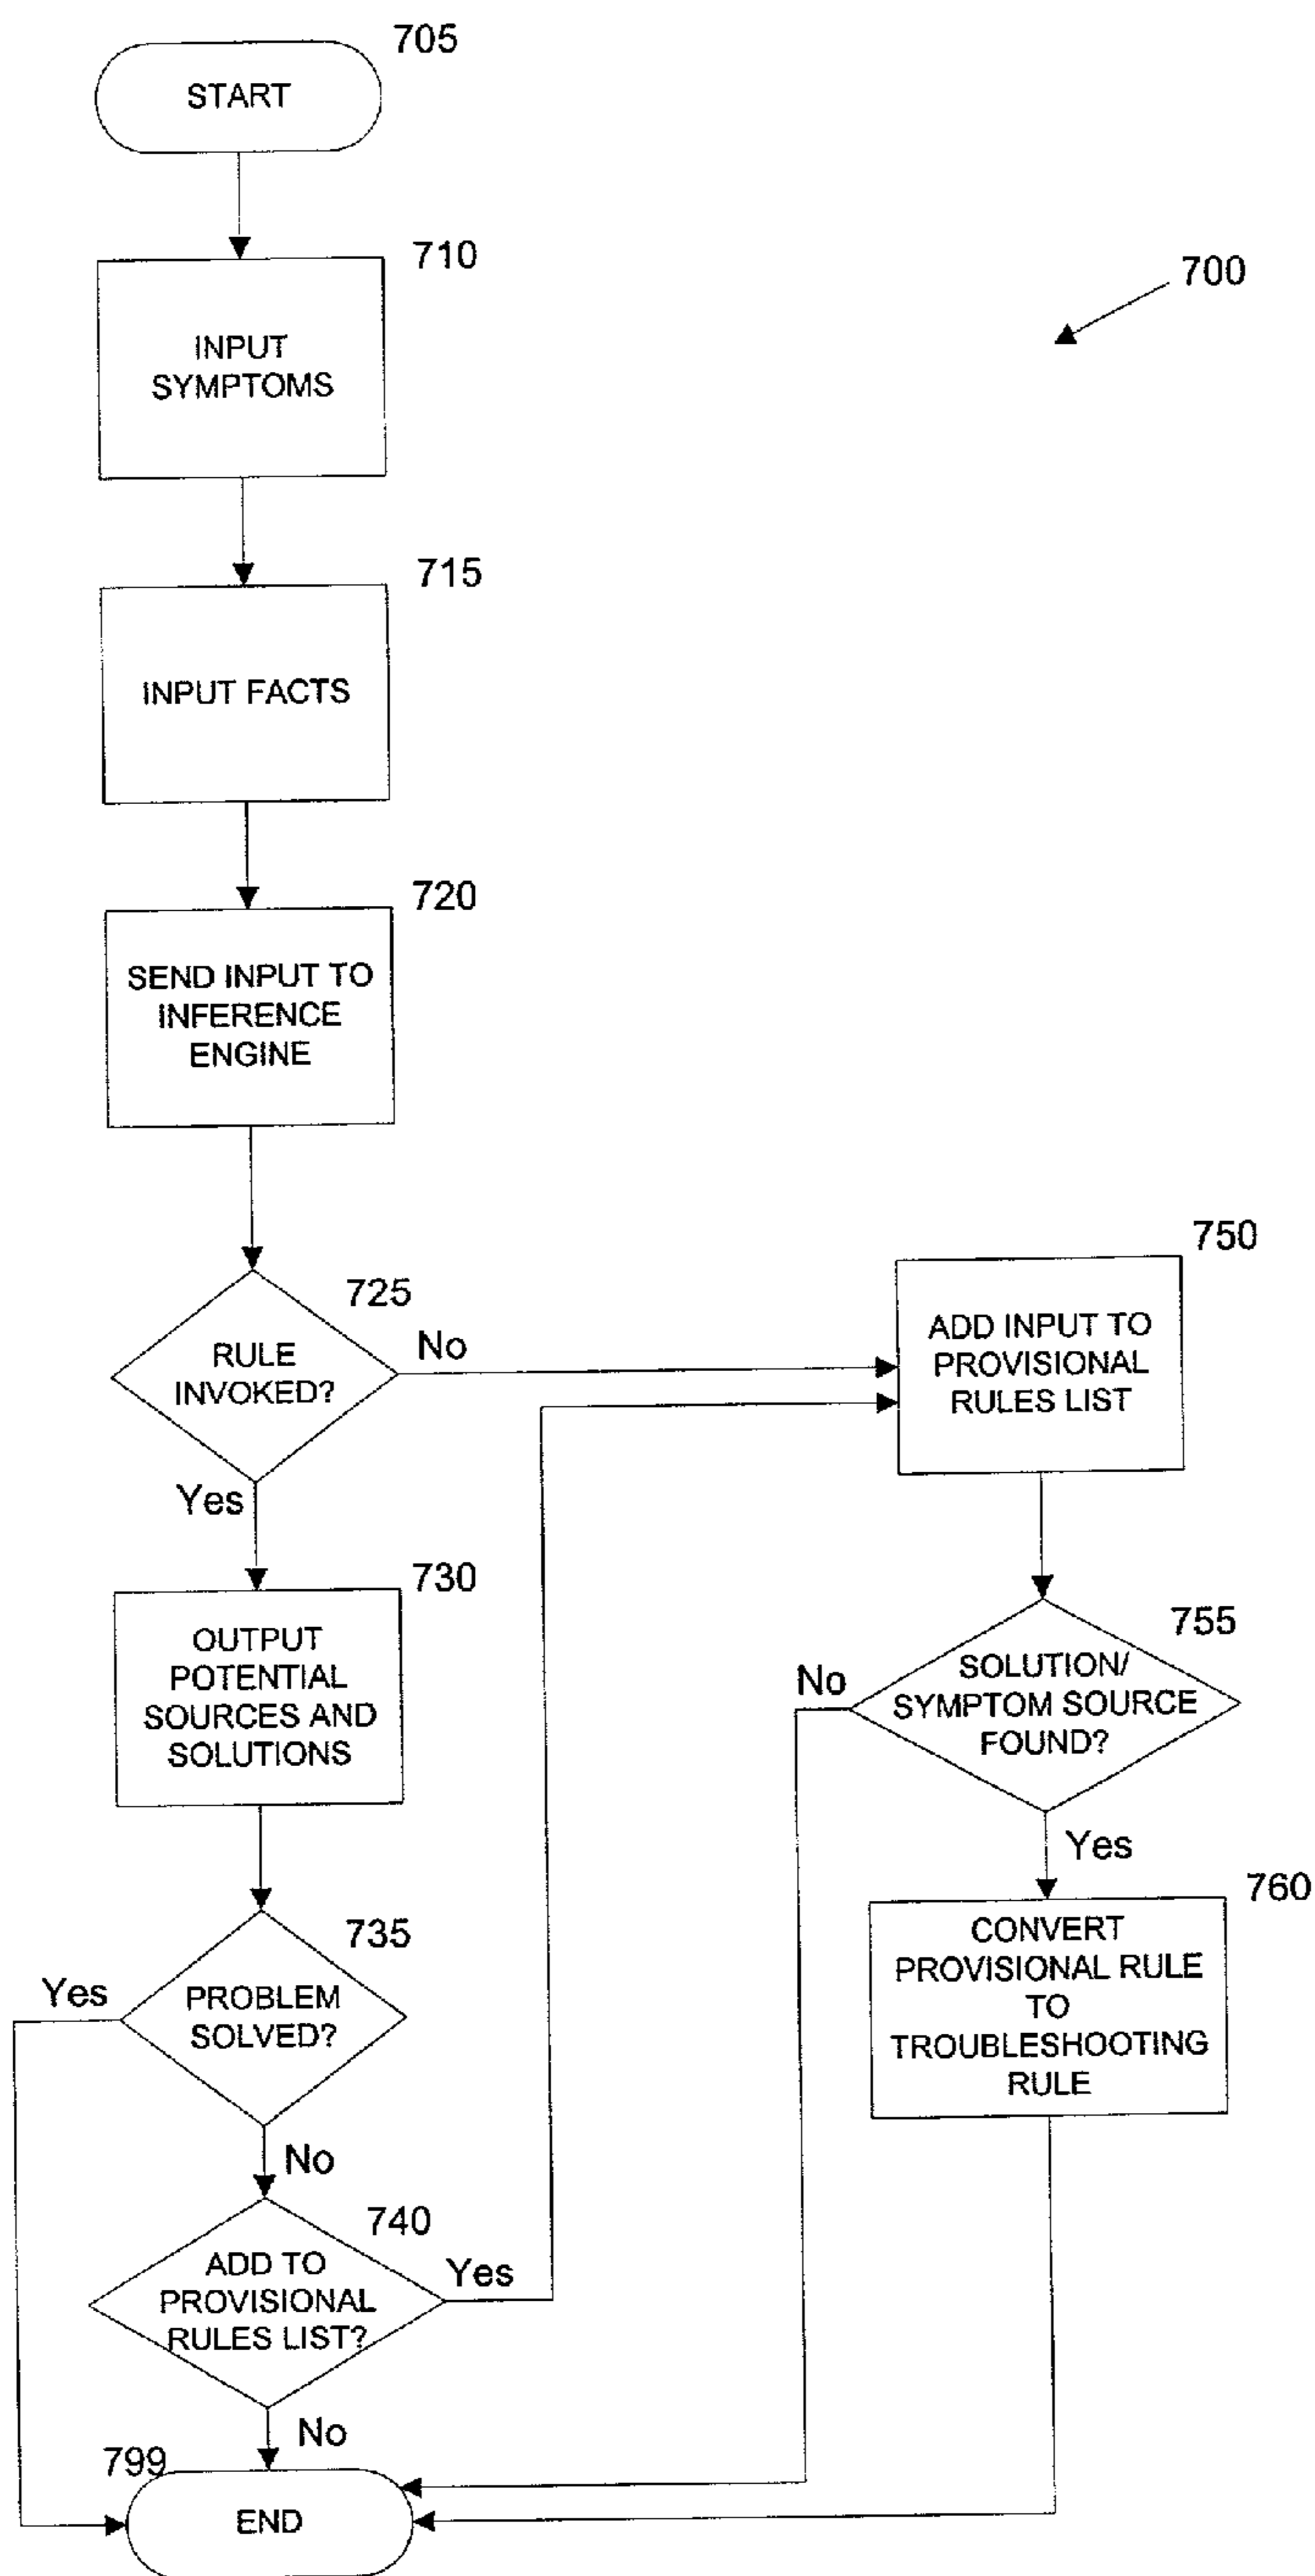 705
START
710
700
INPUT
SYMPTOMS
715
INPUT FACTS
720
SEND INPUT TO
INFERENCE
ENGINE
725
RULE
INVOKED?
No
Yes
750
ADD INPUT TO
PROVISIONAL
RULES LIST
730
OUTPUT
POTENTIAL
SOURCES AND
SOLUTIONS
755
SOLUTION/
SYMPTOM SOURCE
FOUND?
No
Yes
735
PROBLEM
SOLVED?
Yes
No
760
CONVERT
PROVISIONAL RULE
TO
TROUBLESHOOTING
RULE
740
ADD TO
PROVISIONAL
RULES LIST?
Yes
No
799
END